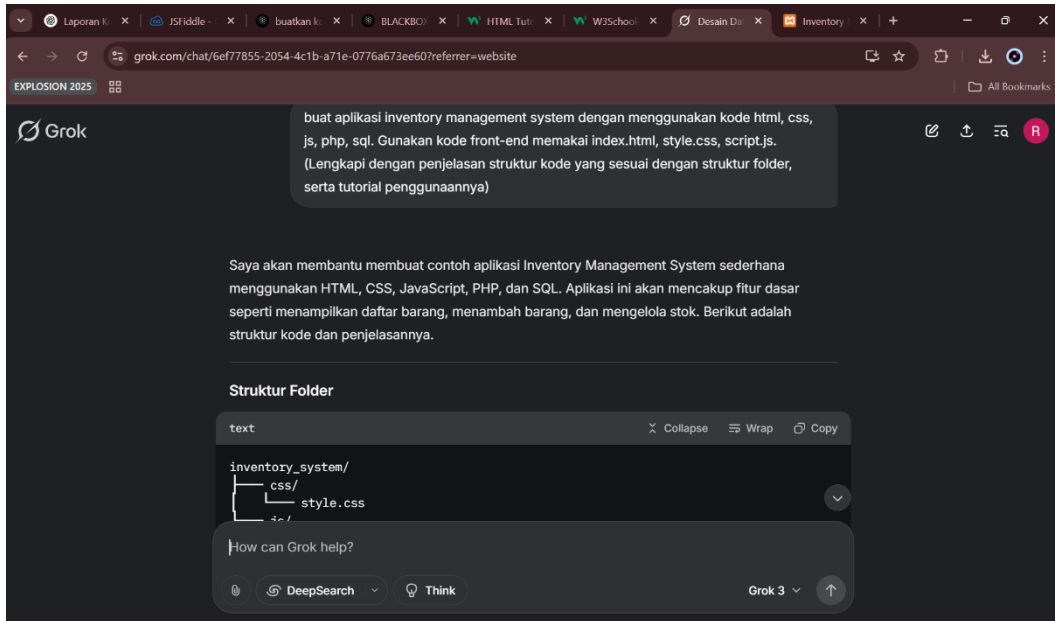 Laporan K
JSFiddle -
buatkan k
BLACKBO
HTML Tut
W3School
Desain Da
Inventory
grok.com/chat/6ef77855-2054-4c1b-a71e-0776a673ee60?referrer=website
EXPLOSION 2025
All Bookmarks
Grok
R
buat aplikasi inventory management system dengan menggunakan kode html, css,
js, php, sql. Gunakan kode front-end memakai index.html, style.css, script.js.
(Lengkapi dengan penjelasan struktur kode yang sesuai dengan struktur folder,
serta tutorial penggunaannya)
Saya akan membantu membuat contoh aplikasi Inventory Management System sederhana
menggunakan HTML, CSS, JavaScript, PHP, dan SQL. Aplikasi ini akan mencakup fitur dasar
seperti menampilkan daftar barang, menambah barang, dan mengelola stok. Berikut adalah
struktur kode dan penjelasannya.
Struktur Folder
text
Collapse
Wrap
Copy
inventory_system/
├── css/
│   └── style.css
└── js/
How can Grok help?
DeepSearch
Think
Grok 3